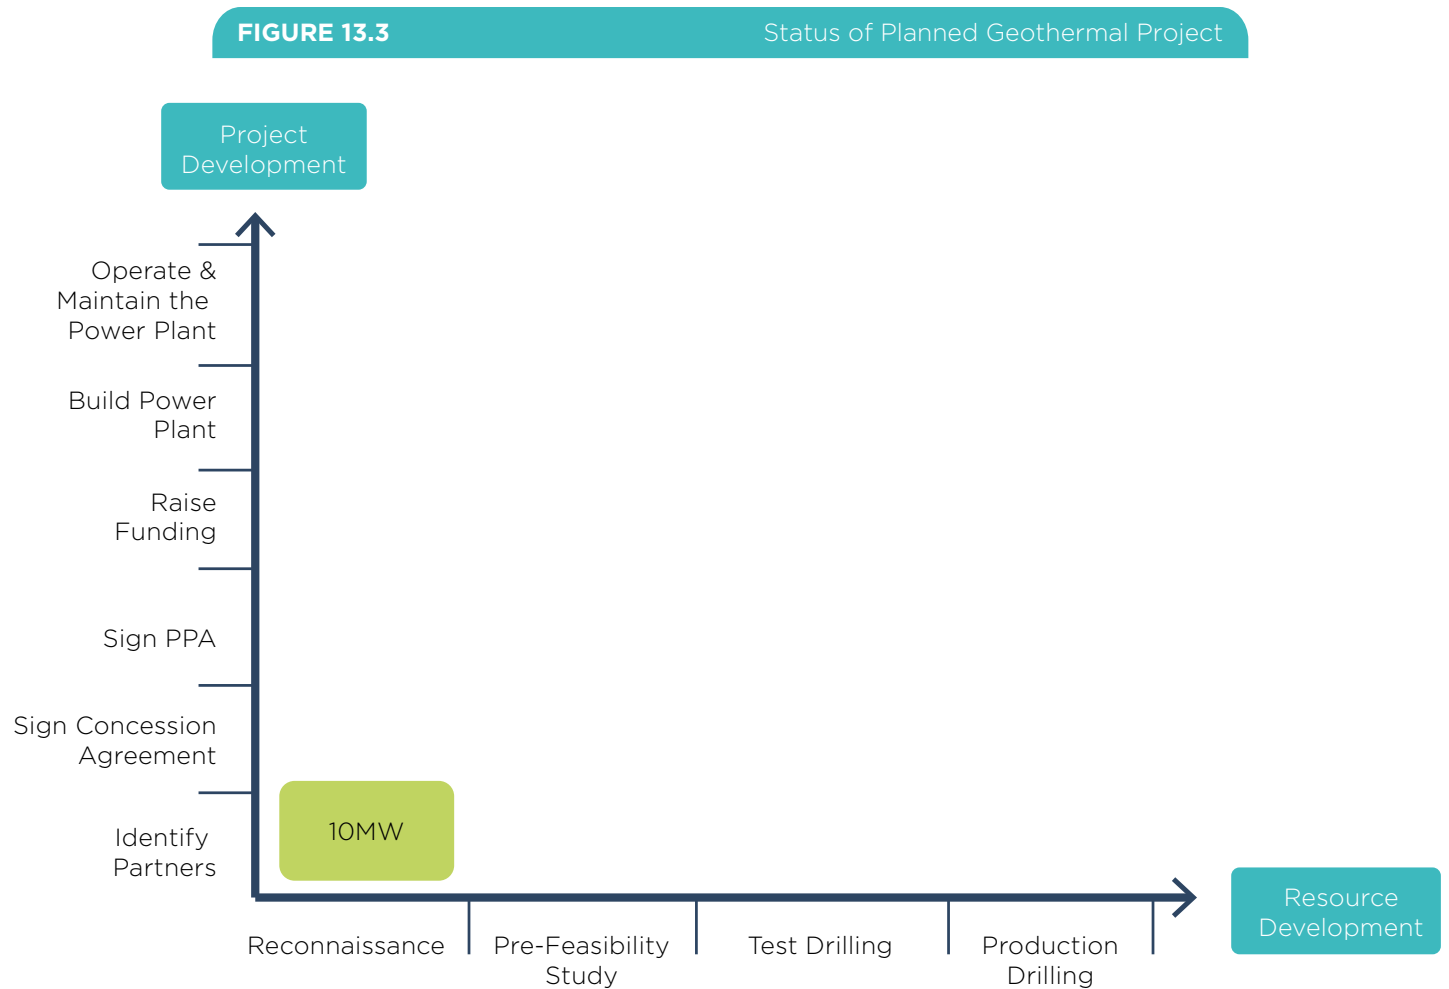 FIGURE 13.3
Status of Planned Geothermal Project
Project
Development
Operate &
Maintain the
Power Plant
Build Power
Plant
Raise
Funding
Sign PPA
Sign Concession
Agreement
Identify
Partners
10MW
Reconnaissance
Pre-Feasibility
Study
Test Drilling
Production
Drilling
Resource
Development